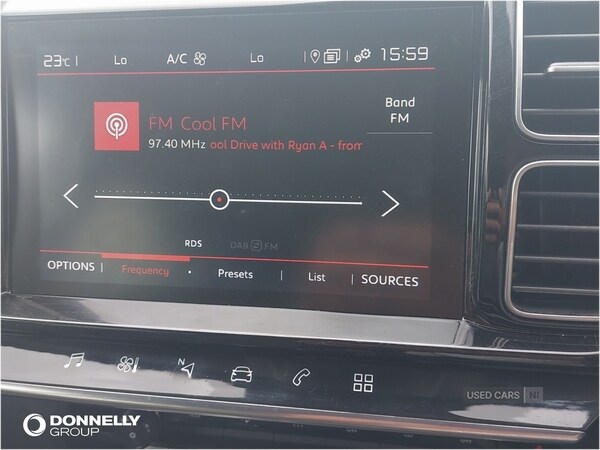 23°C | Lo A/C Lo | | 15:59
FM Cool FM
97.40 MHz ool Drive with Ryan A - from
Band
FM
RDS DAB FM
OPTIONS | Frequency • Presets | List | SOURCES
N
USED CARS NI
DONNELLY
GROUP